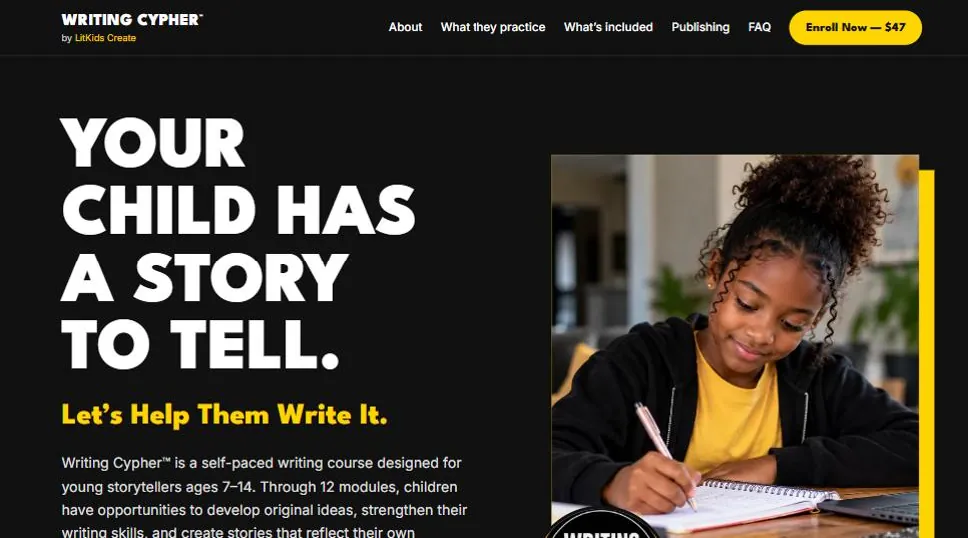 WRITING CYPHER™
by LitKids Create
About
What they practice
What's included
Publishing
FAQ
Enroll Now — $47
YOUR
CHILD HAS
A STORY
TO TELL.
Let's Help Them Write It.
Writing Cypher™ is a self-paced writing course designed for
young storytellers ages 7–14. Through 12 modules, children
have opportunities to develop original ideas, strengthen their
writing skills, and create stories that reflect their own
WRITING